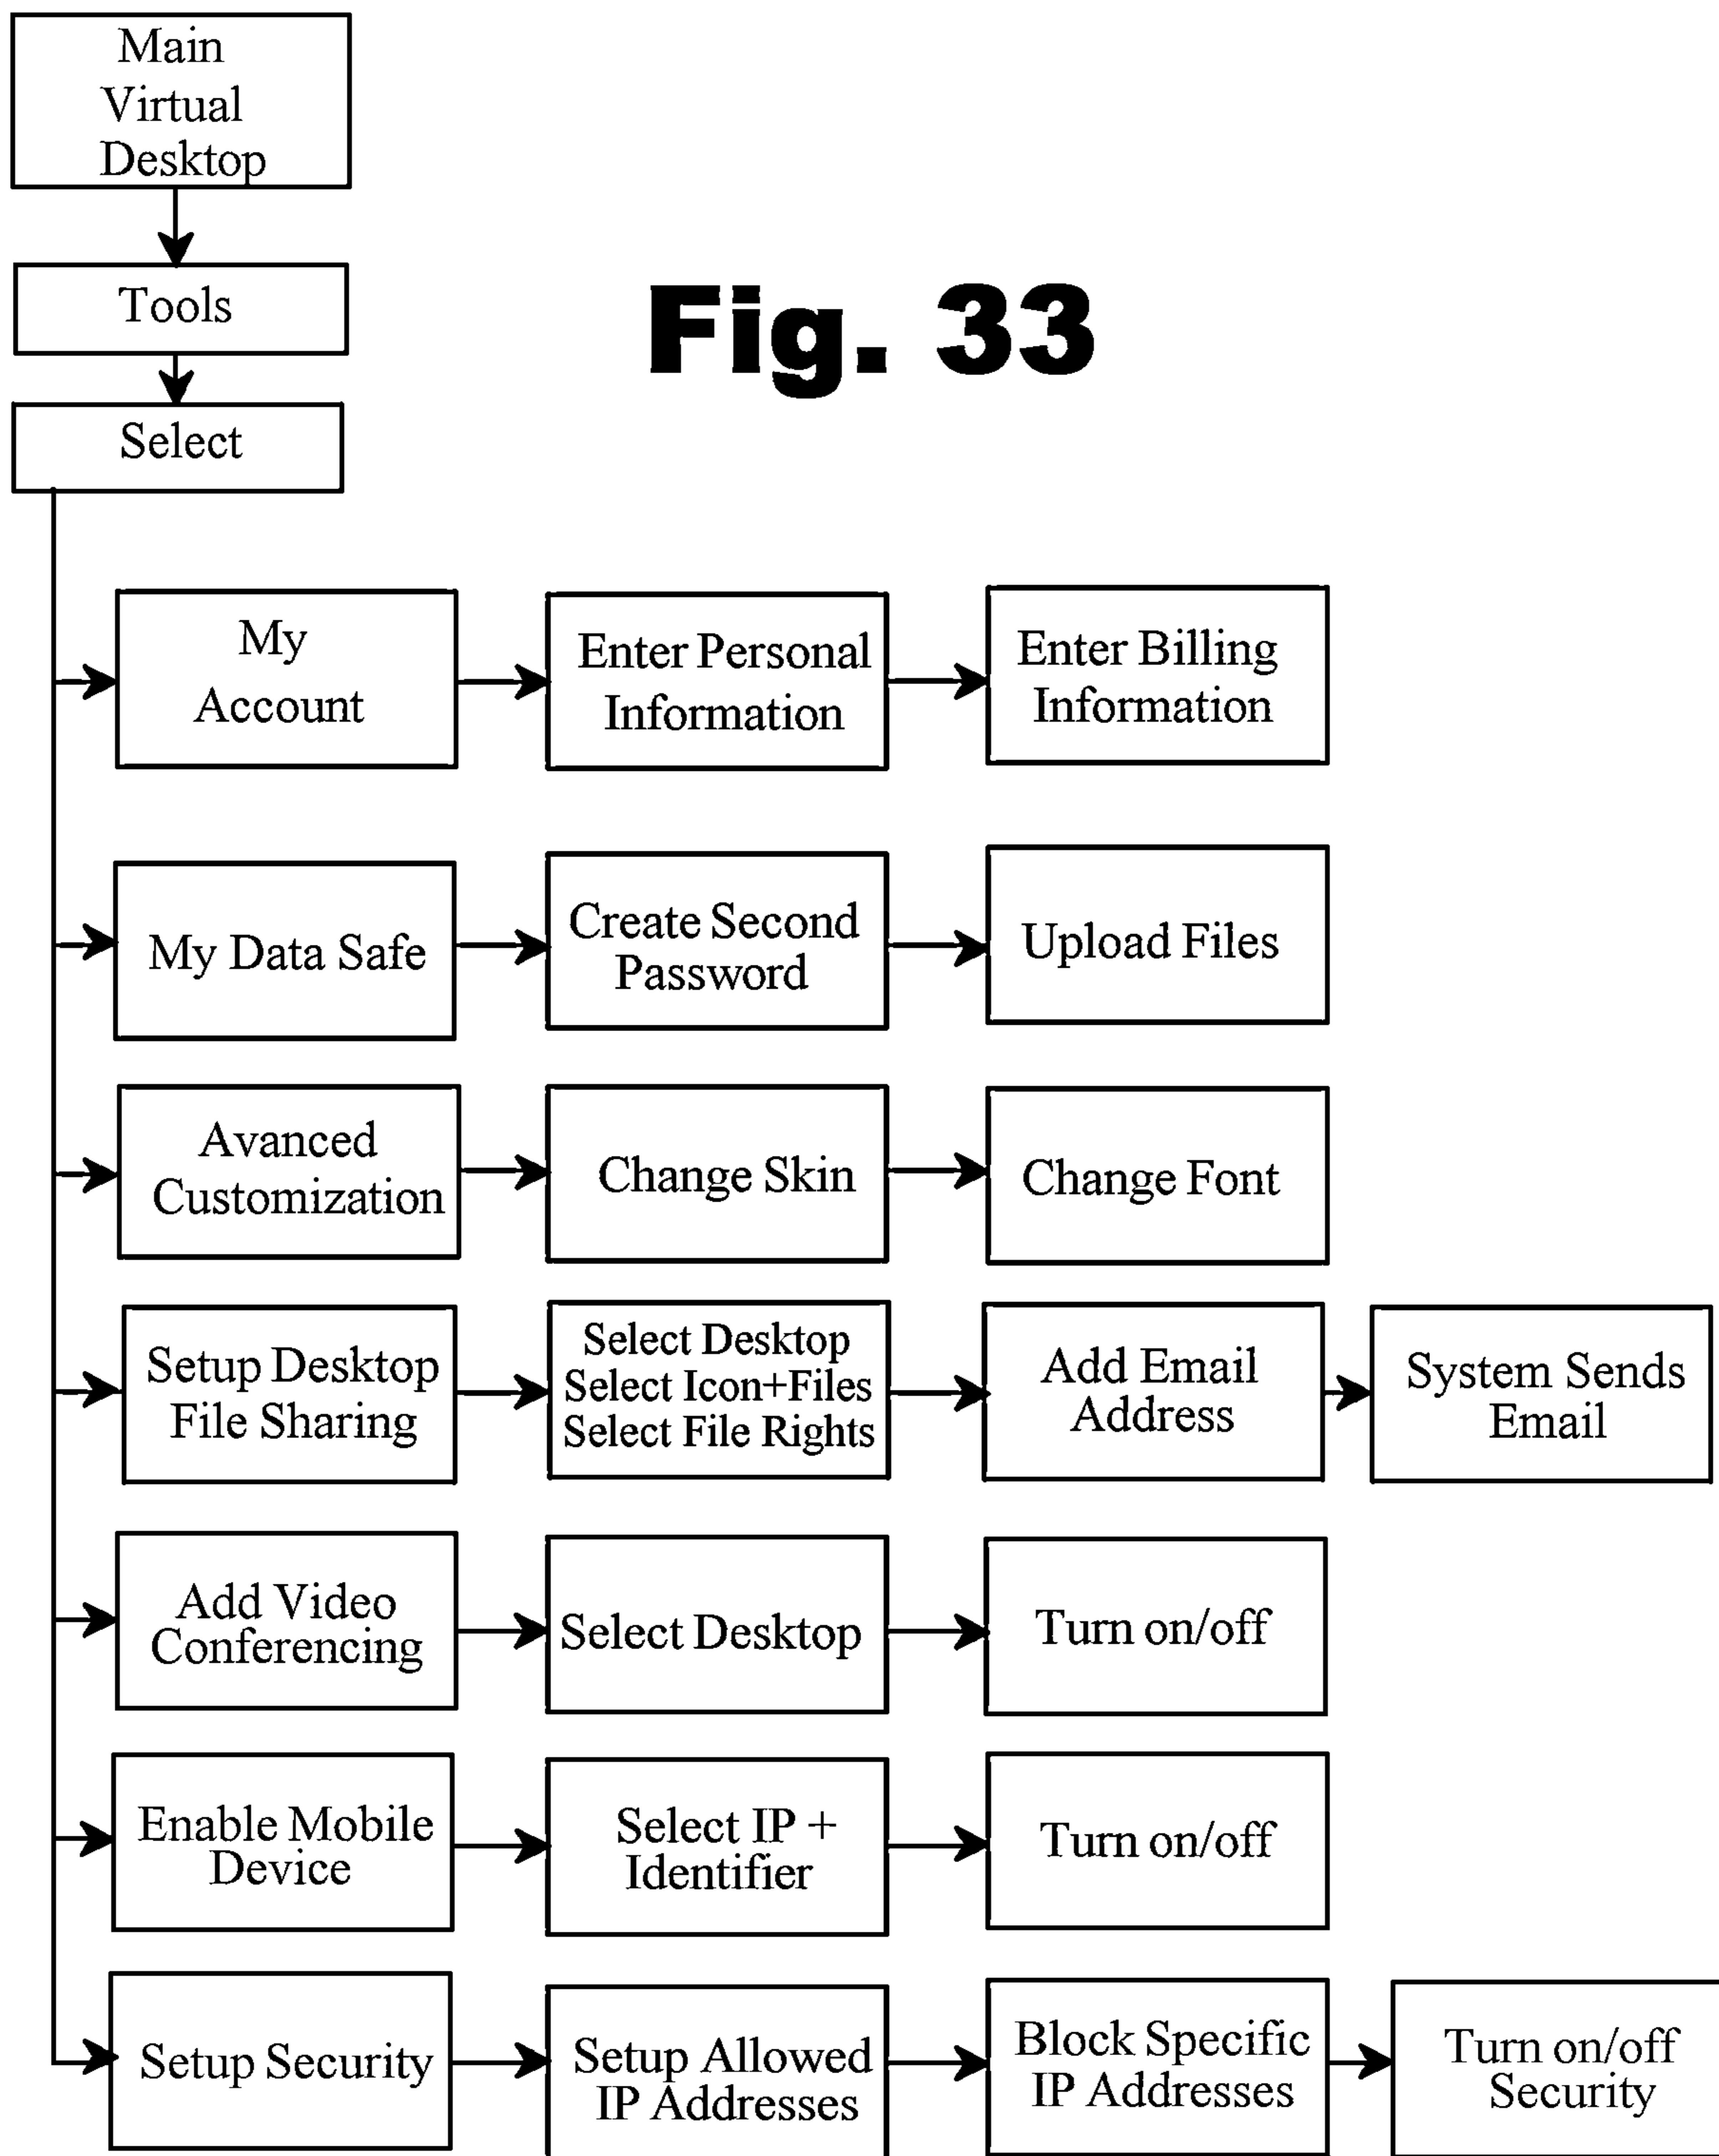 Main
Virtual
Desktop
Tools
Fig. 33
Select
My
Account
Enter Personal
Information
Enter Billing
Information
My Data Safe
Create Second
Password
Upload Files
Avanced
Customization
Change Skin
Change Font
Setup Desktop
File Sharing
Select Desktop
Select Icon+Files
Select File Rights
Add Email
Address
System Sends
Email
Add Video
Conferencing
Select Desktop
Turn on/off
Enable Mobile
Device
Select IP +
Identifier
Turn on/off
Setup Security
Setup Allowed
IP Addresses
Block Specific
IP Addresses
Turn on/off
Security